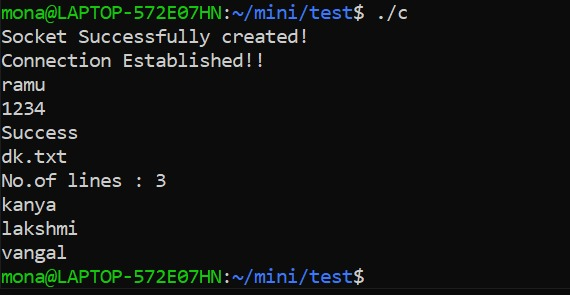 mona@LAPTOP-572E07HN:~/mini/test$ ./c
Socket Successfully created!
Connection Established!!
ramu
1234
Success
dk.txt
No.of lines : 3
kanya
lakshmi
vangal
mona@LAPTOP-572E07HN:~/mini/test$